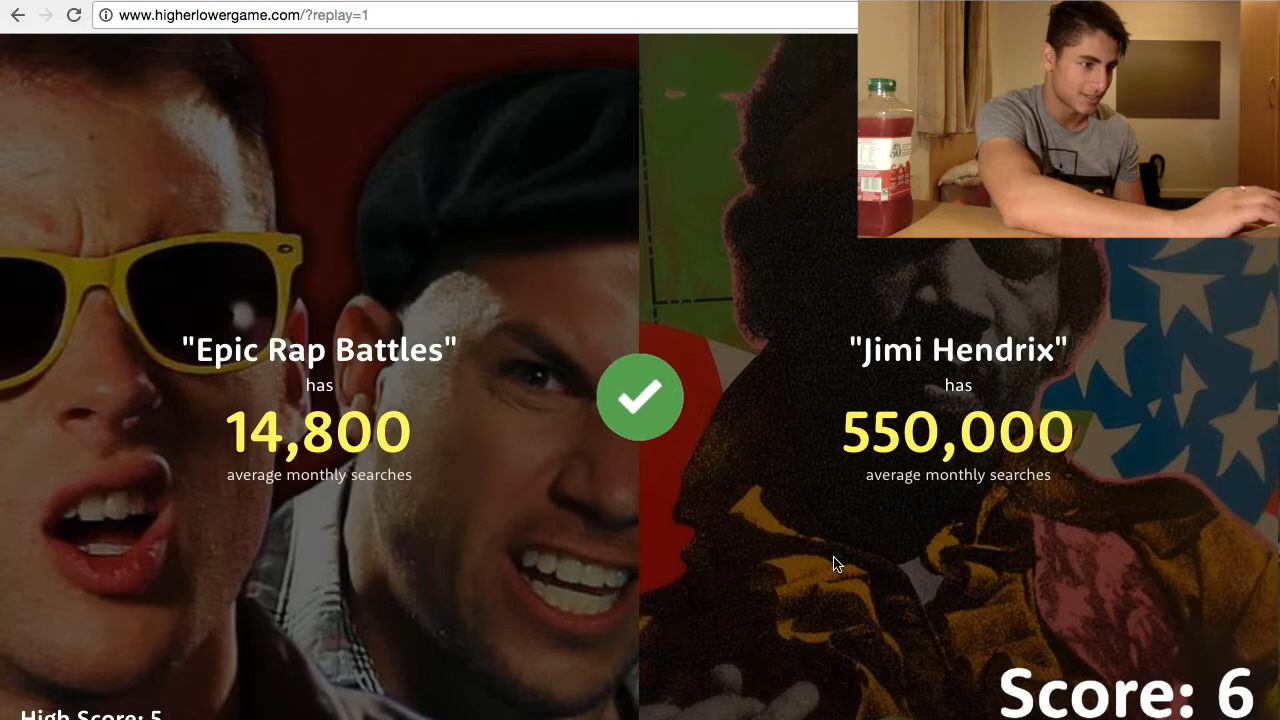 www.higherlowergame.com/?replay=1
"Epic Rap Battles"
has
14,800
average monthly searches
"Jimi Hendrix"
has
550,000
average monthly searches
High Score: 5
Score: 6